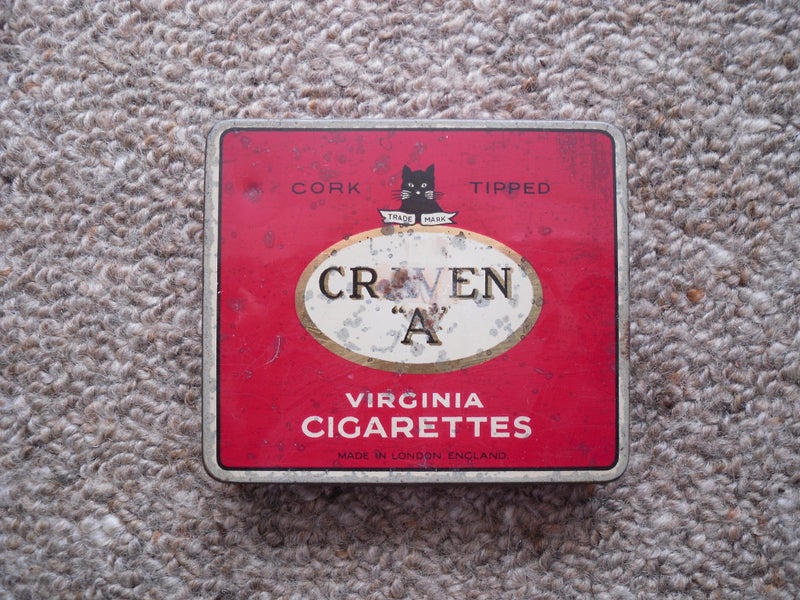 CORK TIPPED
TRADE MARK
CRAVEN
"A"
VIRGINIA
CIGARETTES
MADE IN LONDON ENGLAND.